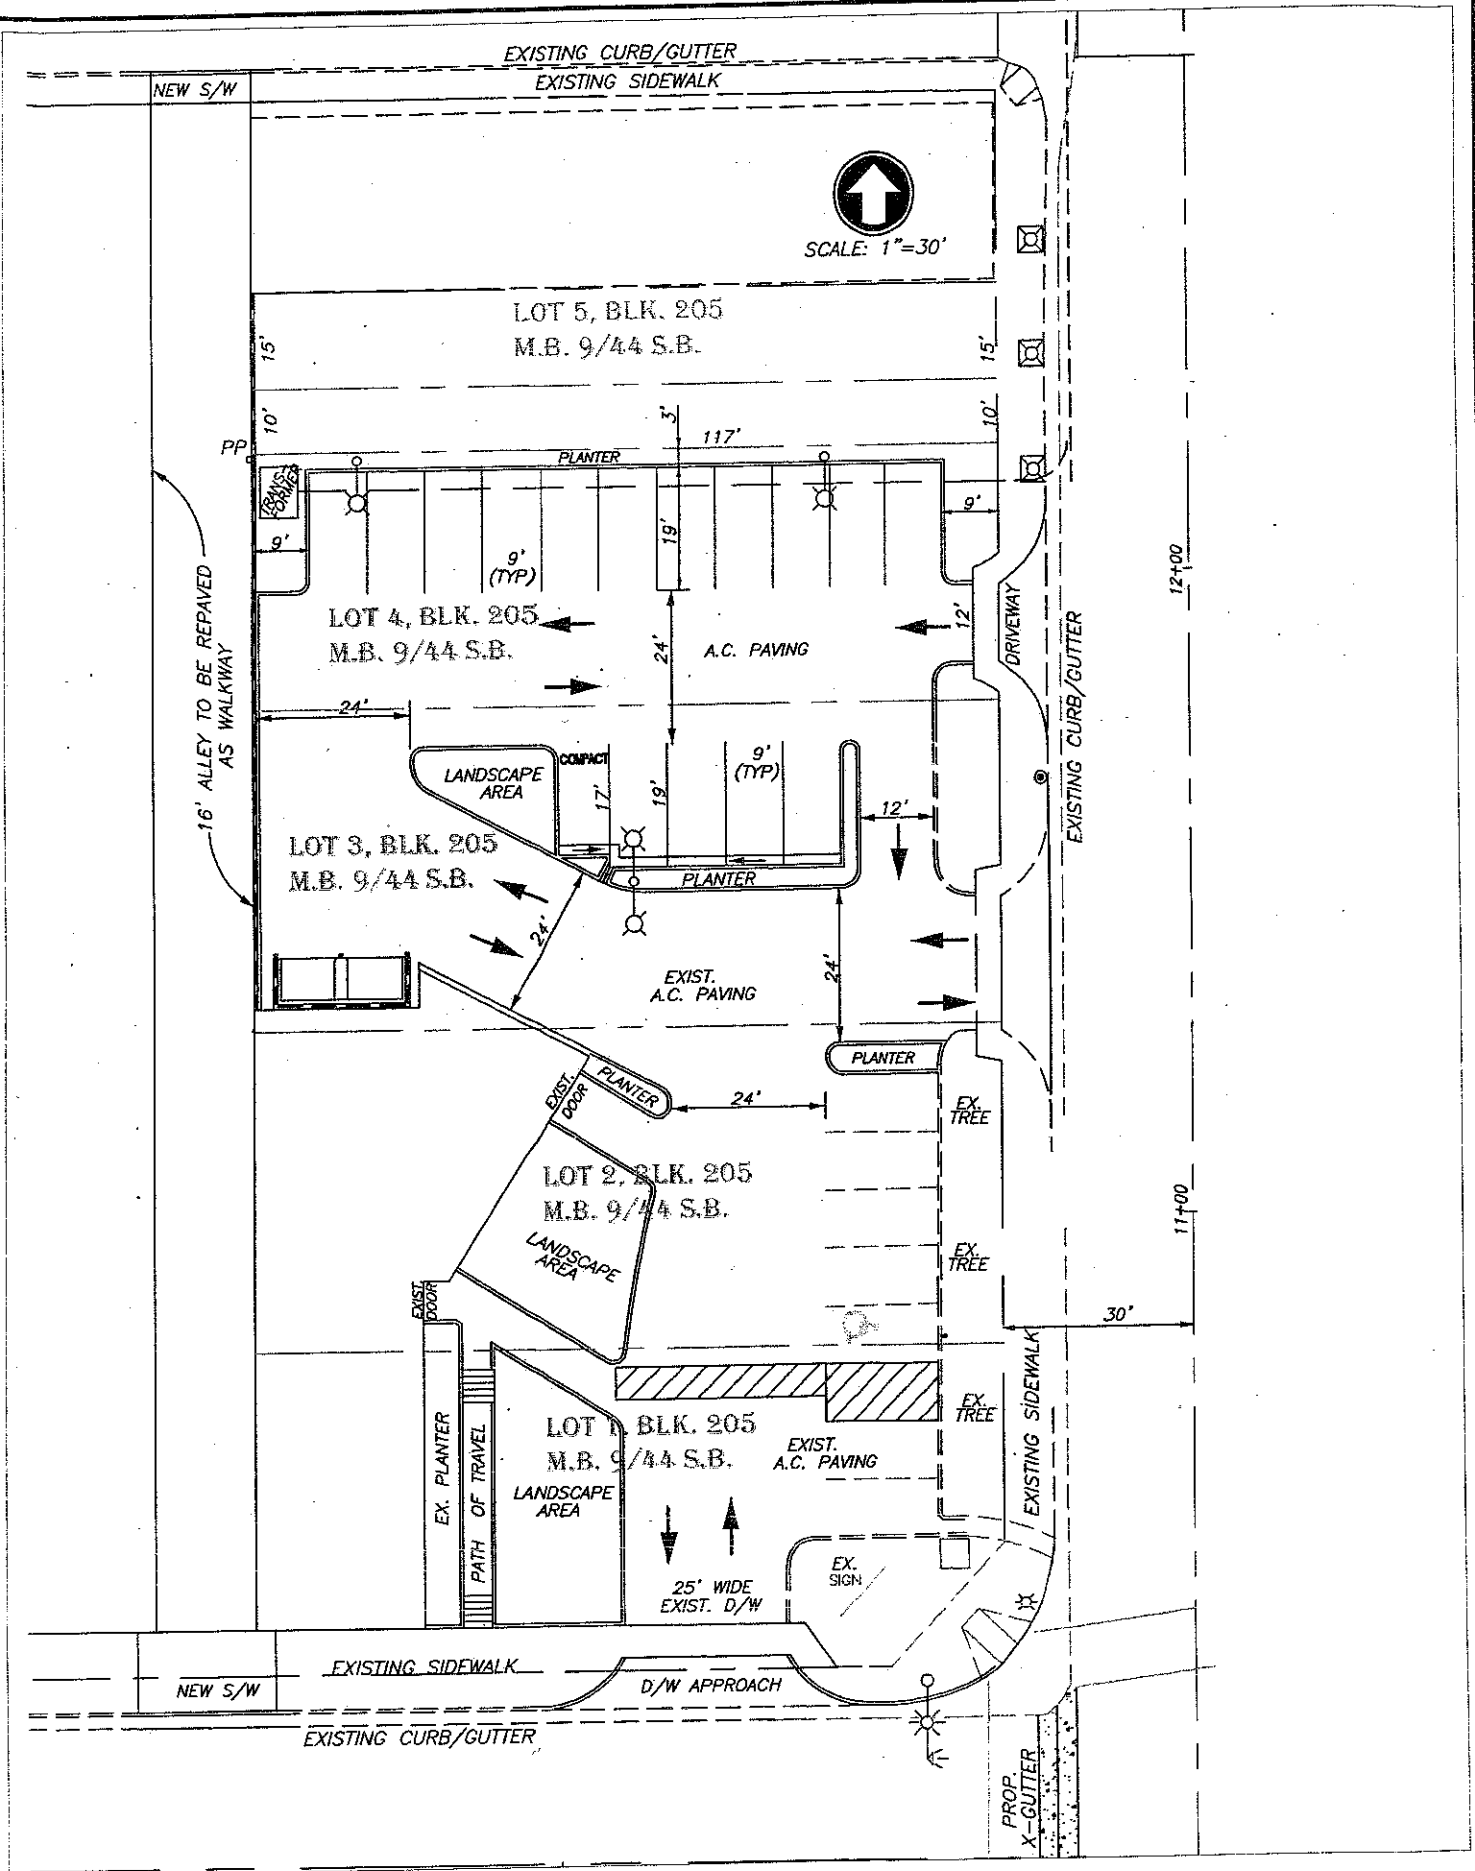 EXISTING CURB/GUTTER
NEW S/W
EXISTING SIDEWALK
SCALE: 1"=30'
LOT 5, BLK. 205
M.B. 9/44 S.B.
15'
15'
10'
3'
10'
117'
PP
PLANTER
TRANS-
FORMER
9'
19'
9'
9'
(TYP)
12+00
LOT 4, BLK. 205
M.B. 9/44 S.B.
24'
A.C. PAVING
12'
DRIVEWAY
16' ALLEY TO BE REPAVED
AS WALKWAY
24'
EXISTING CURB/GUTTER
LANDSCAPE
AREA
COMPACT
17'
19'
9'
(TYP)
12'
LOT 3, BLK. 205
M.B. 9/44 S.B.
PLANTER
24'
24'
EXIST.
A.C. PAVING
PLANTER
EXIST.
DOOR
PLANTER
24'
EX.
TREE
LOT 2, BLK. 205
M.B. 9/44 S.B.
11+00
LANDSCAPE
AREA
EX.
TREE
EXIST.
DOOR
30'
EX.
TREE
EXISTING SIDEWALK
LOT 1, BLK. 205
M.B. 9/44 S.B.
EXIST.
A.C. PAVING
EX. PLANTER
PATH OF TRAVEL
LANDSCAPE
AREA
25' WIDE
EXIST. D/W
EX.
SIGN
EXISTING SIDEWALK
NEW S/W
D/W APPROACH
EXISTING CURB/GUTTER
PROP.
X-GUTTER